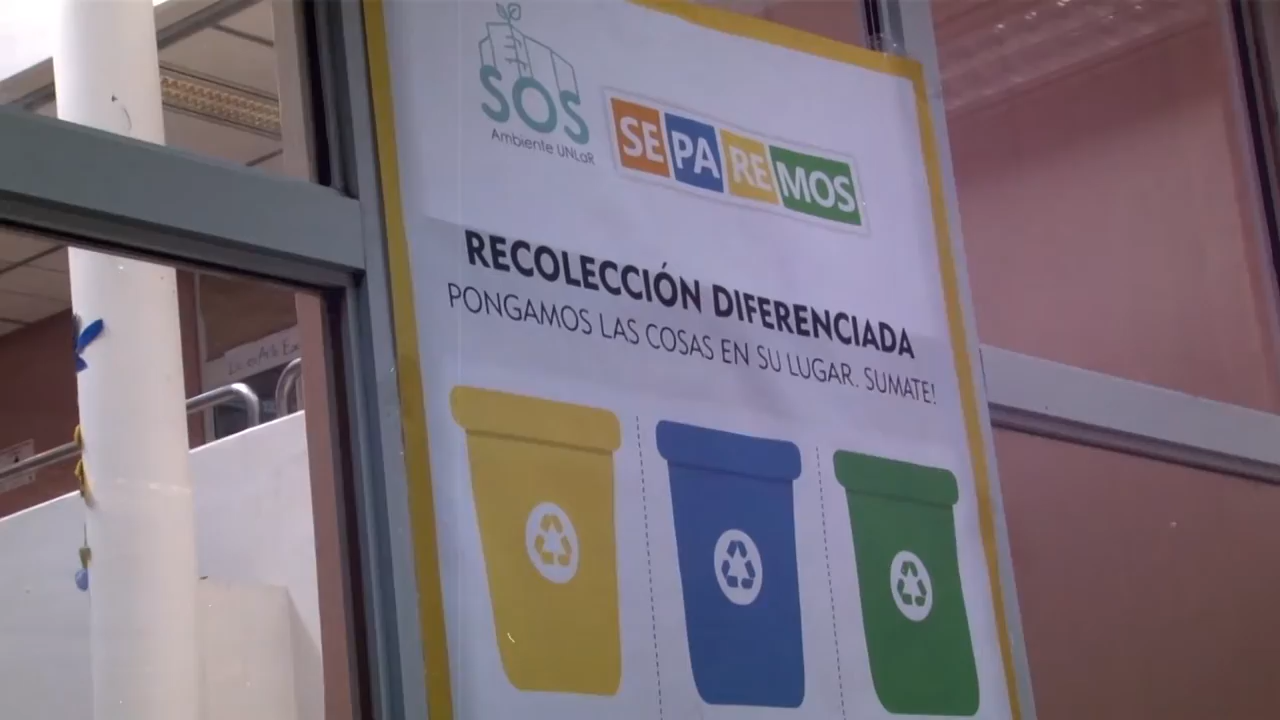 SOS
Ambiente UNLaR
SEPAREMOS
RECOLECCIÓN DIFERENCIADA
PONGAMOS LAS COSAS EN SU LUGAR. SUMATE!